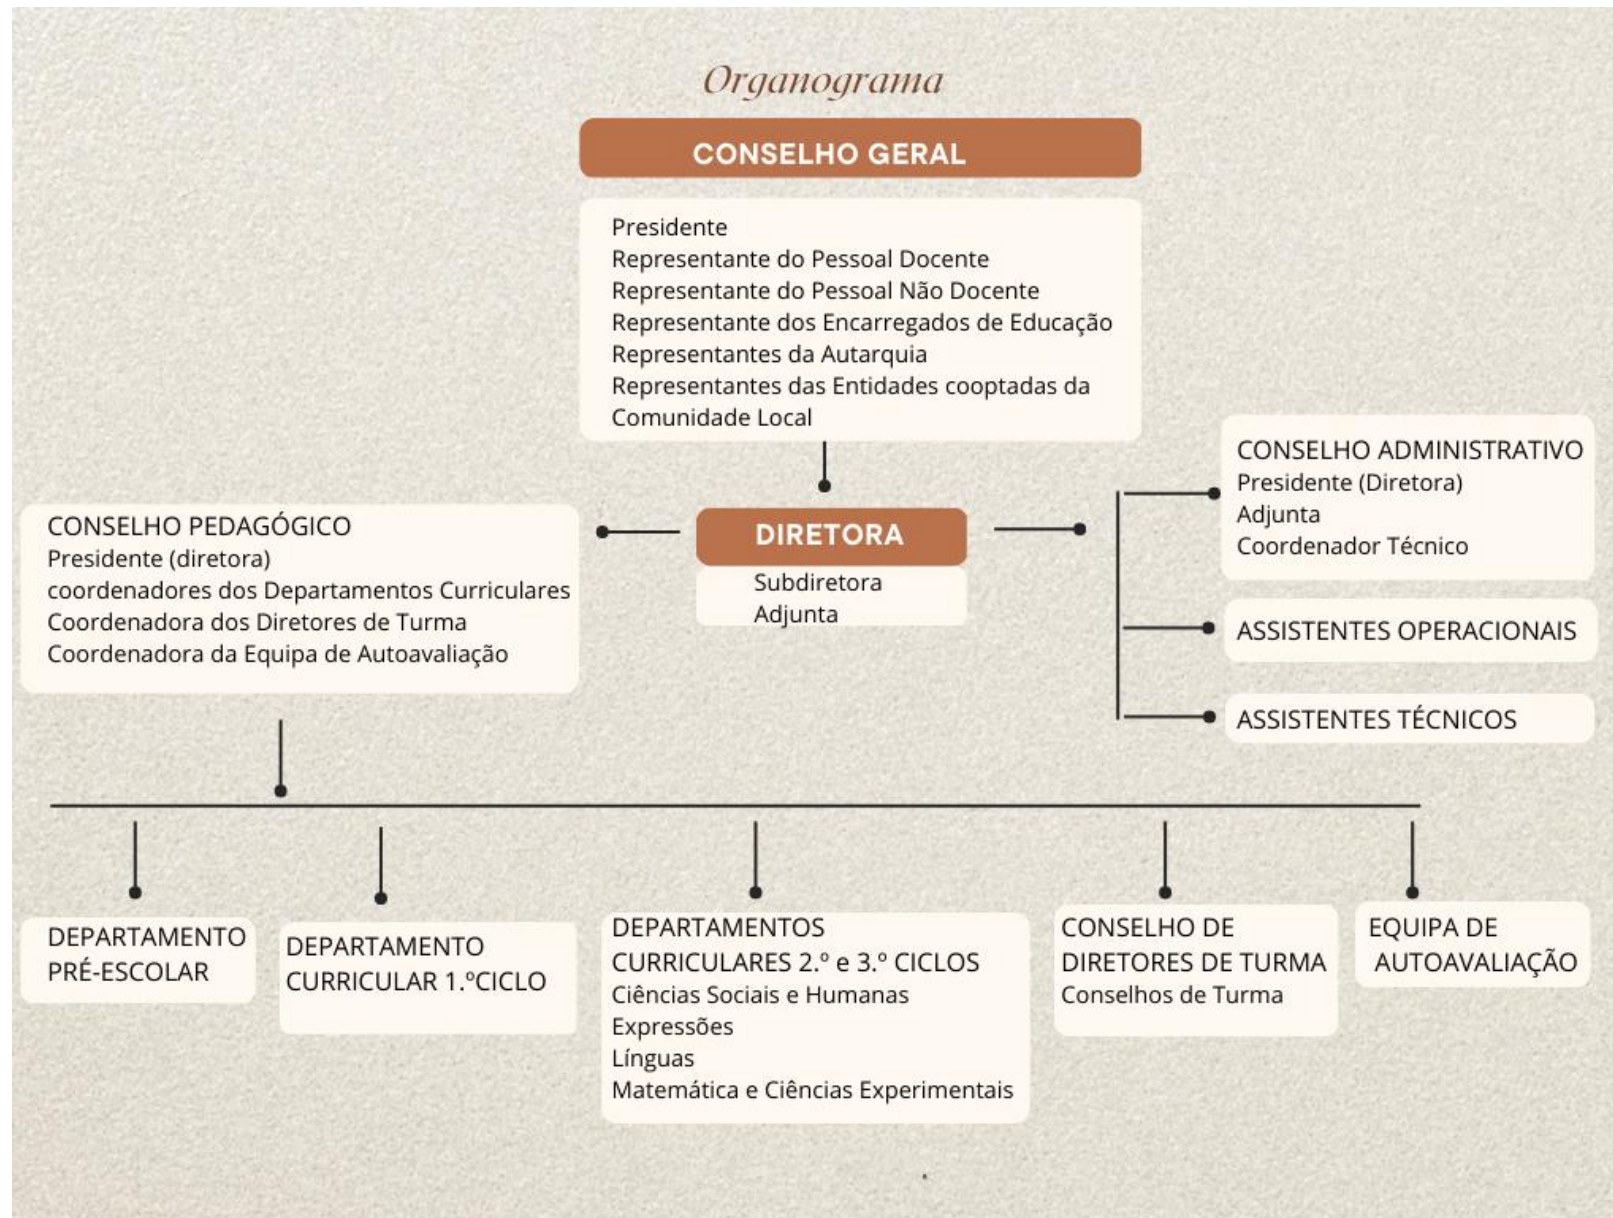 Organograma
CONSELHO GERAL
Presidente
Representante do Pessoal Docente
Representante do Pessoal Não Docente
Representante dos Encarregados de Educação
Representantes da Autarquia
Representantes das Entidades cooptadas da
Comunidade Local
CONSELHO PEDAGÓGICO
Presidente (diretora)
coordenadores dos Departamentos Curriculares
Coordenadora dos Diretores de Turma
Coordenadora da Equipa de Autoavaliação
DIRETORA
Subdiretora
Adjunta
CONSELHO ADMINISTRATIVO
Presidente (Diretora)
Adjunta
Coordenador Técnico
ASSISTENTES OPERACIONAIS
ASSISTENTES TÉCNICOS
DEPARTAMENTO
PRÉ-ESCOLAR
DEPARTAMENTO
CURRICULAR 1.ºCICLO
DEPARTAMENTOS
CURRICULARES 2.º e 3.º CICLOS
Ciências Sociais e Humanas
Expressões
Línguas
Matemática e Ciências Experimentais
CONSELHO DE
DIRETORES DE TURMA
Conselhos de Turma
EQUIPA DE
AUTOAVALIAÇÃO